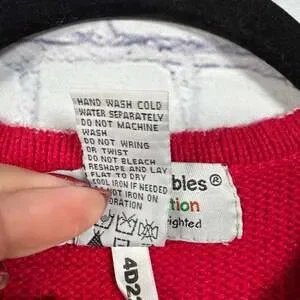 HAND WASH COLD
WATER SEPARATELY
DO NOT MACHINE
WASH
DO NOT WRING
OR TWIST
DO NOT BLEACH
RESHAPE AND LAY
FLAT TO DRY
COOL IRON IF NEEDED
NOT IRON ON
ORATION
bles®
tion
ighted
4D2